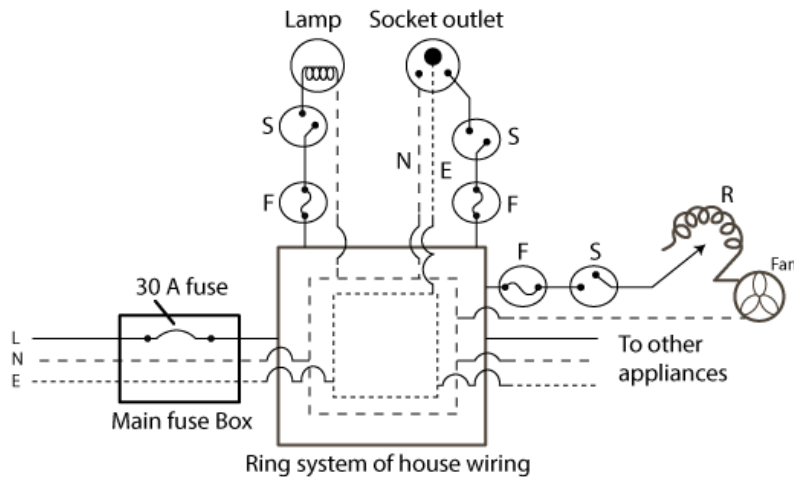 Lamp
Socket outlet
S
S
N
E
F
F
R
F
S
Fan
30 A fuse
L
N
E
To other
appliances
Main fuse Box
Ring system of house wiring